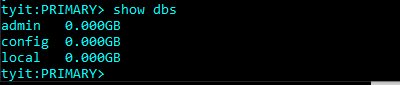 tyit:PRIMARY> show dbs
admin   0.000GB
config  0.000GB
local   0.000GB
tyit:PRIMARY>